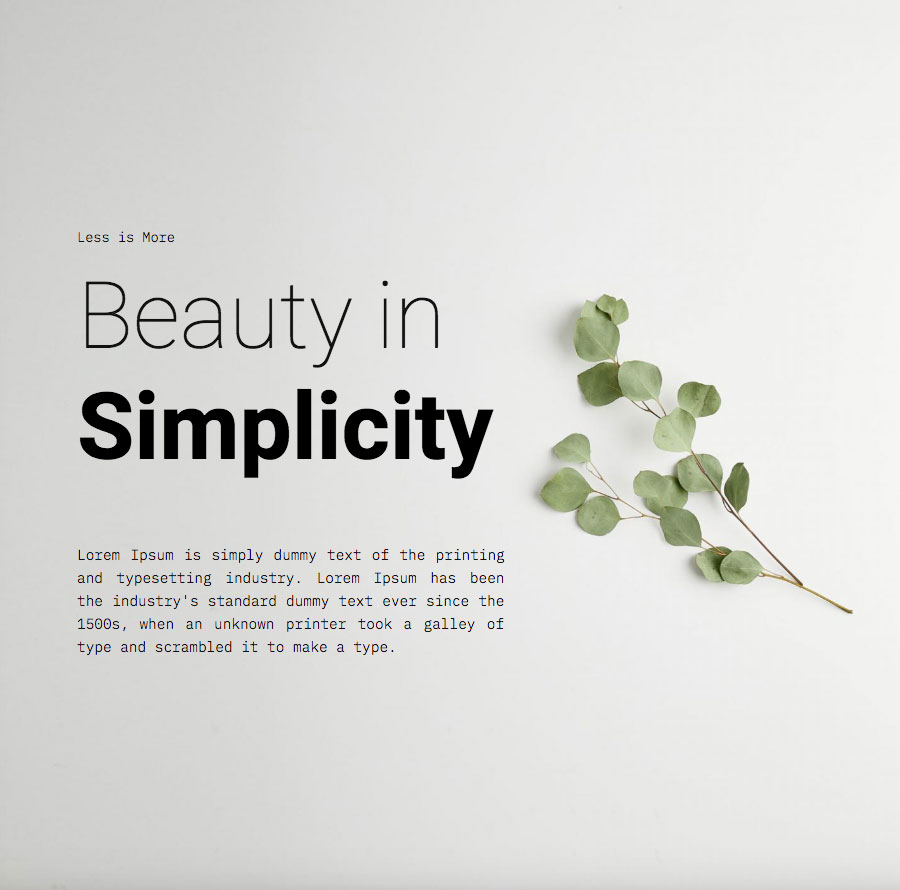 Less is More
Beauty in
Simplicity
Lorem Ipsum is simply dummy text of the printing
and typesetting industry. Lorem Ipsum has been
the industry's standard dummy text ever since the
1500s, when an unknown printer took a galley of
type and scrambled it to make a type.